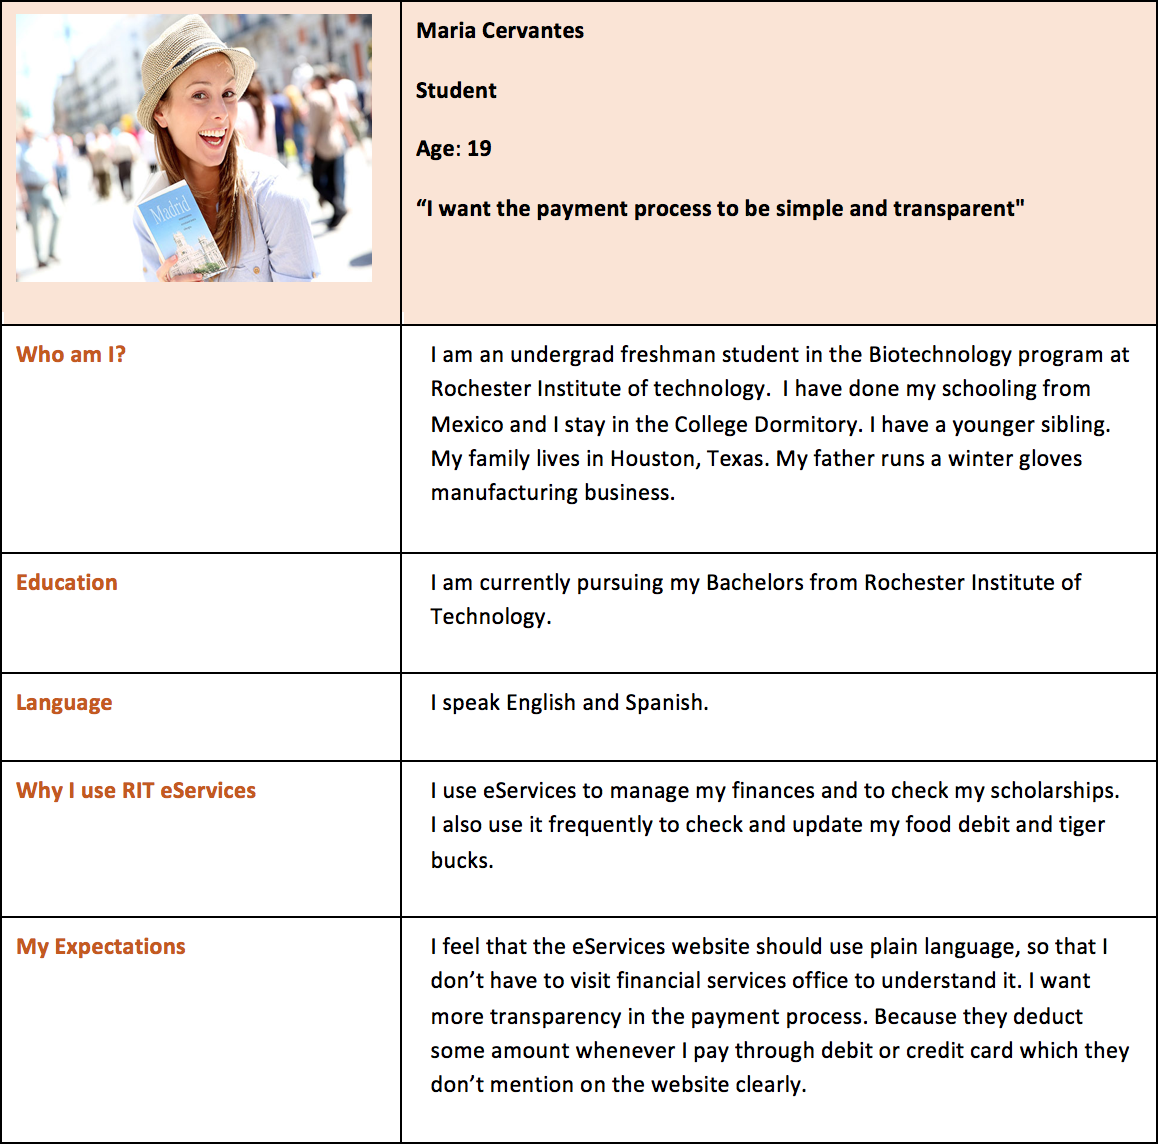 Madrid
Maria Cervantes
Student
Age: 19
“I want the payment process to be simple and transparent"
Who am I?
I am an undergrad freshman student in the Biotechnology program at
Rochester Institute of technology.  I have done my schooling from
Mexico and I stay in the College Dormitory. I have a younger sibling.
My family lives in Houston, Texas. My father runs a winter gloves
manufacturing business.
Education
I am currently pursuing my Bachelors from Rochester Institute of
Technology.
Language
I speak English and Spanish.
Why I use RIT eServices
I use eServices to manage my finances and to check my scholarships.
I also use it frequently to check and update my food debit and tiger
bucks.
My Expectations
I feel that the eServices website should use plain language, so that I
don’t have to visit financial services office to understand it. I want
more transparency in the payment process. Because they deduct
some amount whenever I pay through debit or credit card which they
don’t mention on the website clearly.